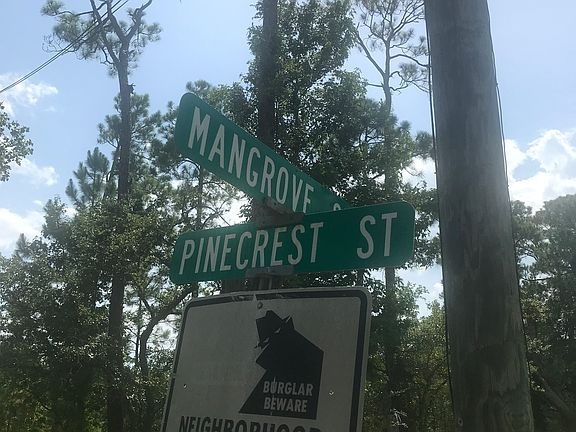 MANGROVE
PINECREST ST
BURGLAR
BEWARE
NEIGHBORHOOD